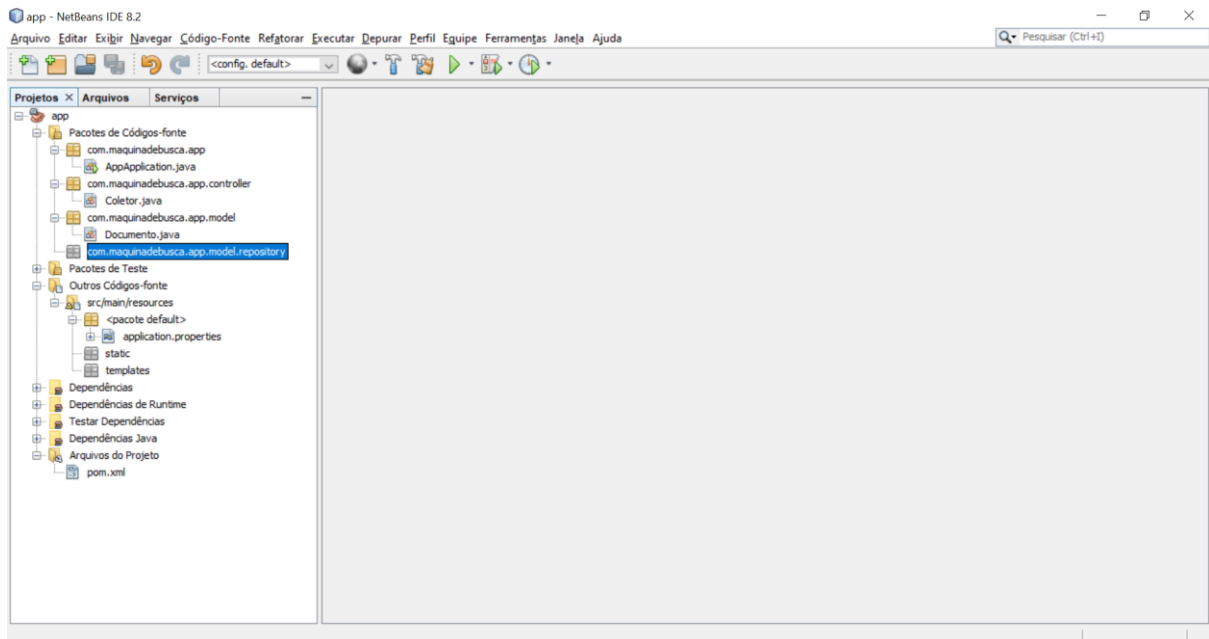 app - NetBeans IDE 8.2
Arquivo Editar Exibir Navegar Código-Fonte Refatorar Executar Depurar Perfil Equipe Ferramentas Janela Ajuda
Pesquisar (Ctrl+I)
<config. default>
Projetos Arquivos Serviços
app
Pacotes de Códigos-fonte
com.maquinadebusca.app
AppApplication.java
com.maquinadebusca.app.controller
Coletor.java
com.maquinadebusca.app.model
Documento.java
com.maquinadebusca.app.model.repository
Pacotes de Teste
Outros Códigos-fonte
src/main/resources
<pacote default>
application.properties
static
templates
Dependências
Dependências de Runtime
Testar Dependências
Dependências Java
Arquivos do Projeto
pom.xml